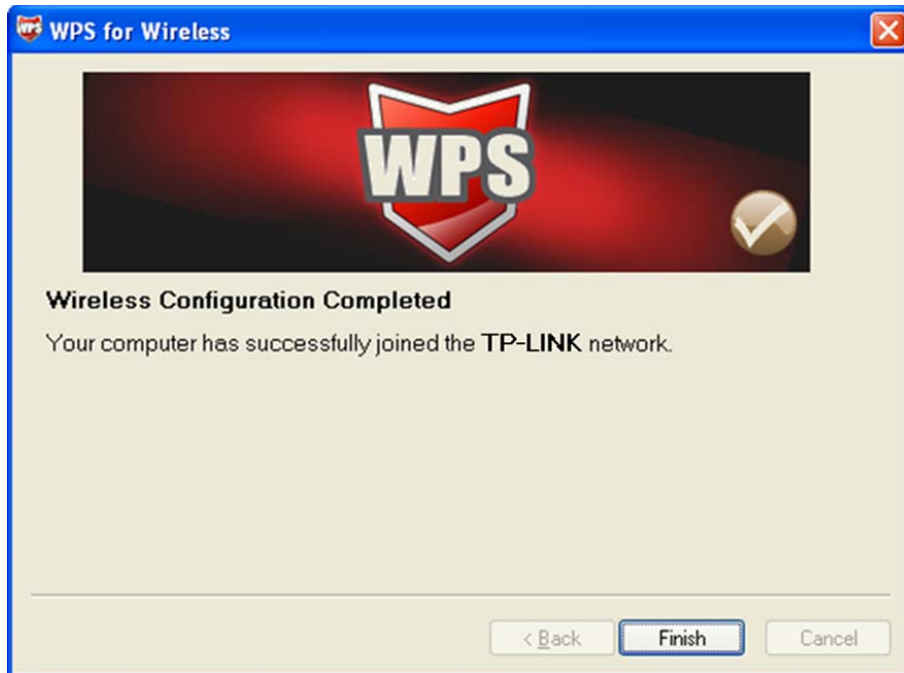 WPS for Wireless
WPS
Wireless Configuration Completed
Your computer has successfully joined the TP-LINK network.
< Back Finish Cancel